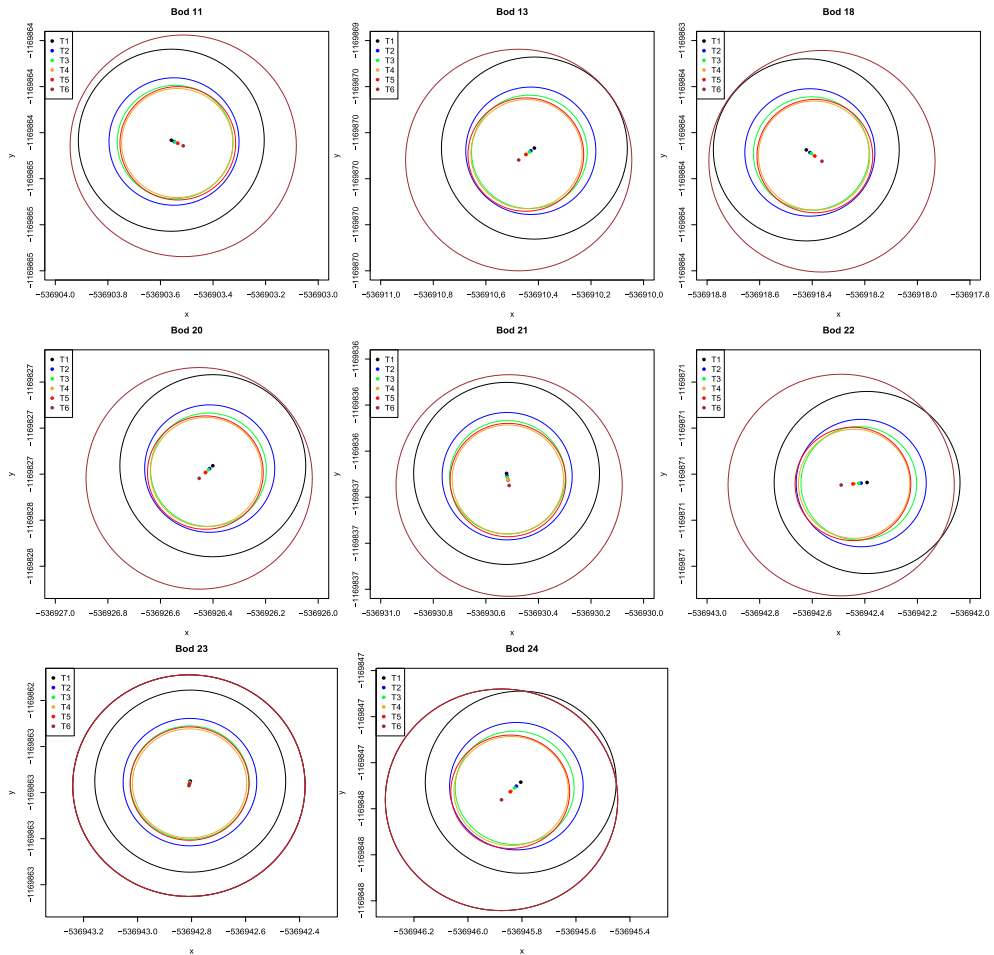 Bod 11
T1
T2
T3
T4
T5
T6
y
−1169864
−1169864
−1169864
−1169865
−1169865
−1169865
−536904.0
−536903.8
−536903.6
−536903.4
−536903.2
−536903.0
x
Bod 13
T1
T2
T3
T4
T5
T6
y
−1169869
−1169870
−1169870
−1169870
−1169870
−1169870
−536911.0
−536910.8
−536910.6
−536910.4
−536910.2
−536910.0
x
Bod 18
T1
T2
T3
T4
T5
T6
y
−1169863
−1169864
−1169864
−1169864
−1169864
−1169864
−536918.8
−536918.6
−536918.4
−536918.2
−536918.0
−536917.8
x
Bod 20
T1
T2
T3
T4
T5
T6
y
−1169827
−1169827
−1169827
−1169828
−1169828
−536927.0
−536926.8
−536926.6
−536926.4
−536926.2
−536926.0
x
Bod 21
T1
T2
T3
T4
T5
T6
y
−1169836
−1169836
−1169836
−1169837
−1169837
−1169837
−536931.0
−536930.8
−536930.6
−536930.4
−536930.2
−536930.0
x
Bod 22
T1
T2
T3
T4
T5
T6
y
−1169871
−1169871
−1169871
−1169871
−1169871
−536943.0
−536942.8
−536942.6
−536942.4
−536942.2
−536942.0
x
Bod 23
T1
T2
T3
T4
T5
T6
y
−1169862
−1169863
−1169863
−1169863
−1169863
−536943.2
−536943.0
−536942.8
−536942.6
−536942.4
x
Bod 24
T1
T2
T3
T4
T5
T6
y
−1169847
−1169847
−1169847
−1169848
−1169848
−1169848
−536946.2
−536946.0
−536945.8
−536945.6
−536945.4
x